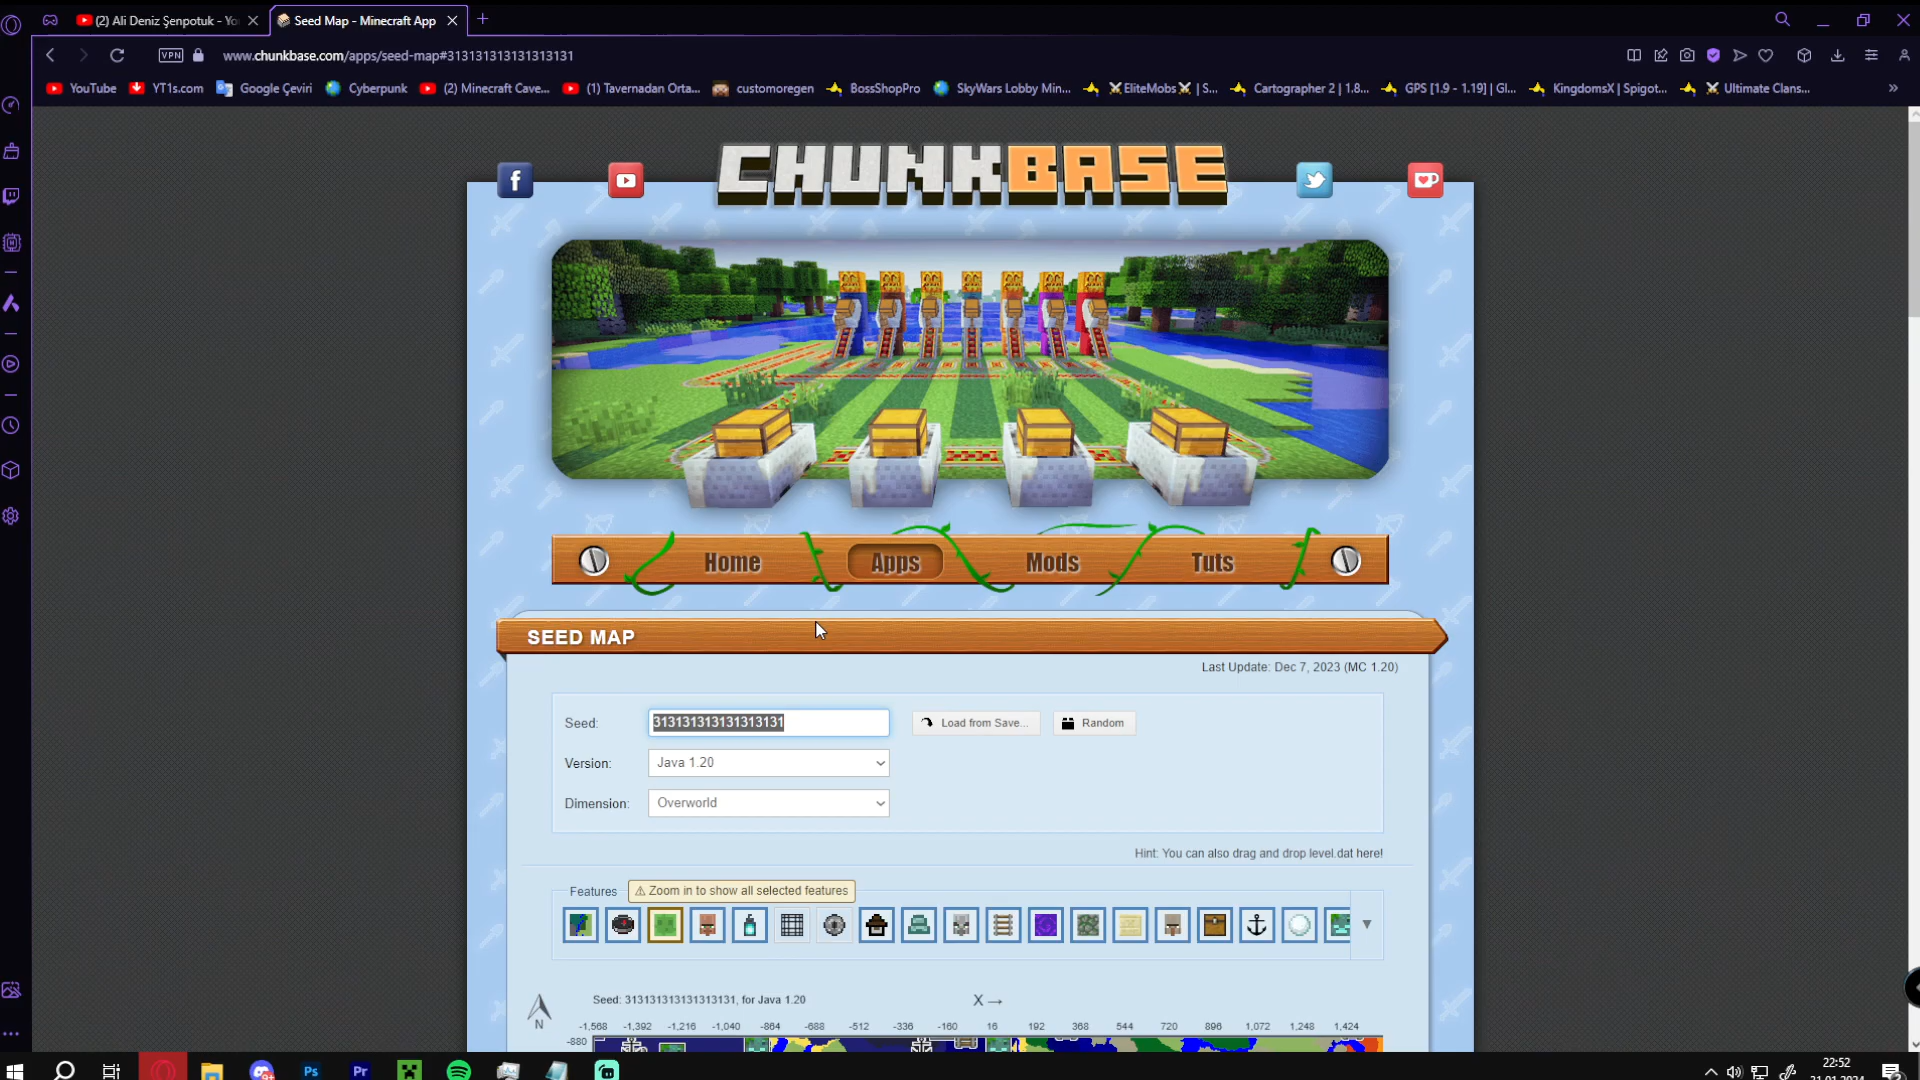 (2) Ali Deniz Şenpotuk - Yo
Seed Map - Minecraft App
VPN
www.chunkbase.com/apps/seed-map#313131313131313131
YouTube
YT1s.com
Google Çeviri
Cyberpunk
(2) Minecraft Cave...
(1) Tavernadan Orta...
customoregen
BossShopPro
SkyWars Lobby Min...
⚔EliteMobs⚔ | S...
Cartographer 2 | 1.8...
GPS [1.9 - 1.19] | Gl...
KingdomsX | Spigot...
⚔ Ultimate Clans...
CHUNKBASE
Home
Apps
Mods
Tuts
SEED MAP
Last Update: Dec 7, 2023 (MC 1.20)
Seed:
313131313131313131
Load from Save...
Random
Version:
Java 1.20
Dimension:
Overworld
Hint: You can also drag and drop level.dat here!
Features
⚠ Zoom in to show all selected features
Seed: 313131313131313131, for Java 1.20
X →
N
-1,568 -1,392 -1,216 -1,040 -864 -688 -512 -336 -160 16 192 368 544 720 896 1,072 1,248 1,424
-880
Ps
Pr
22:52